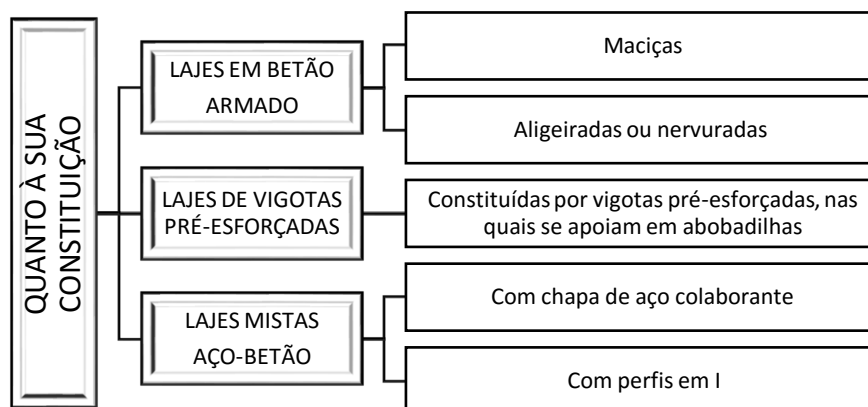 QUANTO À SUA
CONSTITUIÇÃO
LAJES EM BETÃO
ARMADO
Maciças
Aligeiradas ou nervuradas
LAJES DE VIGOTAS
PRÉ-ESFORÇADAS
Constituídas por vigotas pré-esforçadas, nas
quais se apoiam em abobadilhas
LAJES MISTAS
AÇO-BETÃO
Com chapa de aço colaborante
Com perfis em I